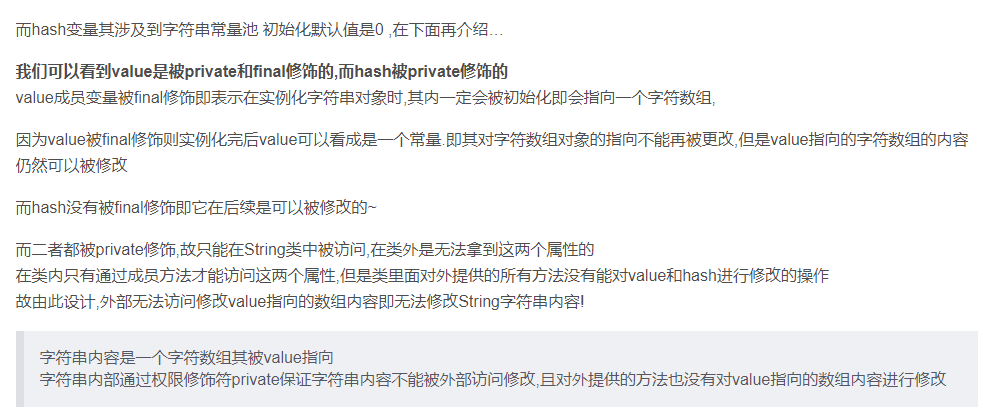 而hash变量其涉及到字符串常量池 初始化默认值是0 ,在下面再介绍…
我们可以看到value是被private和final修饰的,而hash被private修饰的
value成员变量被final修饰即表示在实例化字符串对象时,其内一定会被初始化即会指向一个字符数组,
因为value被final修饰则实例化完后value可以看成是一个常量.即其对字符数组对象的指向不能再被更改,但是value指向的字符数组的内容
仍然可以被修改
而hash没有被final修饰即它在后续是可以被修改的~
而二者都被private修饰,故只能在String类中被访问,在类外是无法拿到这两个属性的
在类内只有通过成员方法才能访问这两个属性,但是类里面对外提供的所有方法没有能对value和hash进行修改的操作
故由此设计,外部无法访问修改value指向的数组内容即无法修改String字符串内容!
字符串内容是一个字符数组其被value指向
字符串内部通过权限修饰符private保证字符串内容不能被外部访问修改,且对外提供的方法也没有对value指向的数组内容进行修改